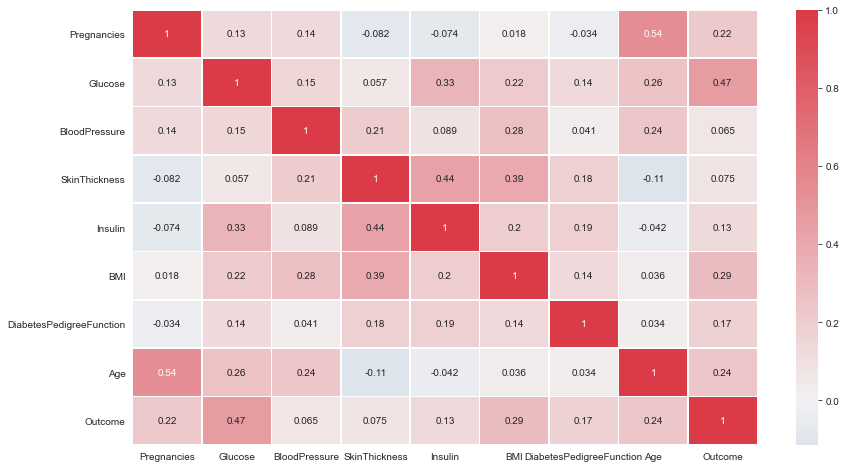 Pregnancies 1 0.13 0.14 -0.082 -0.074 0.018 -0.034 0.54 0.22
Glucose 0.13 1 0.15 0.057 0.33 0.22 0.14 0.26 0.47
BloodPressure 0.14 0.15 1 0.21 0.089 0.28 0.041 0.24 0.065
SkinThickness -0.082 0.057 0.21 1 0.44 0.39 0.18 -0.11 0.075
Insulin -0.074 0.33 0.089 0.44 1 0.2 0.19 -0.042 0.13
BMI 0.018 0.22 0.28 0.39 0.2 1 0.14 0.036 0.29
DiabetesPedigreeFunction -0.034 0.14 0.041 0.18 0.19 0.14 1 0.034 0.17
Age 0.54 0.26 0.24 -0.11 -0.042 0.036 0.034 1 0.24
Outcome 0.22 0.47 0.065 0.075 0.13 0.29 0.17 0.24 1
Pregnancies Glucose BloodPressure SkinThickness Insulin BMI DiabetesPedigreeFunction Age Outcome
1.0
0.8
0.6
0.4
0.2
0.0